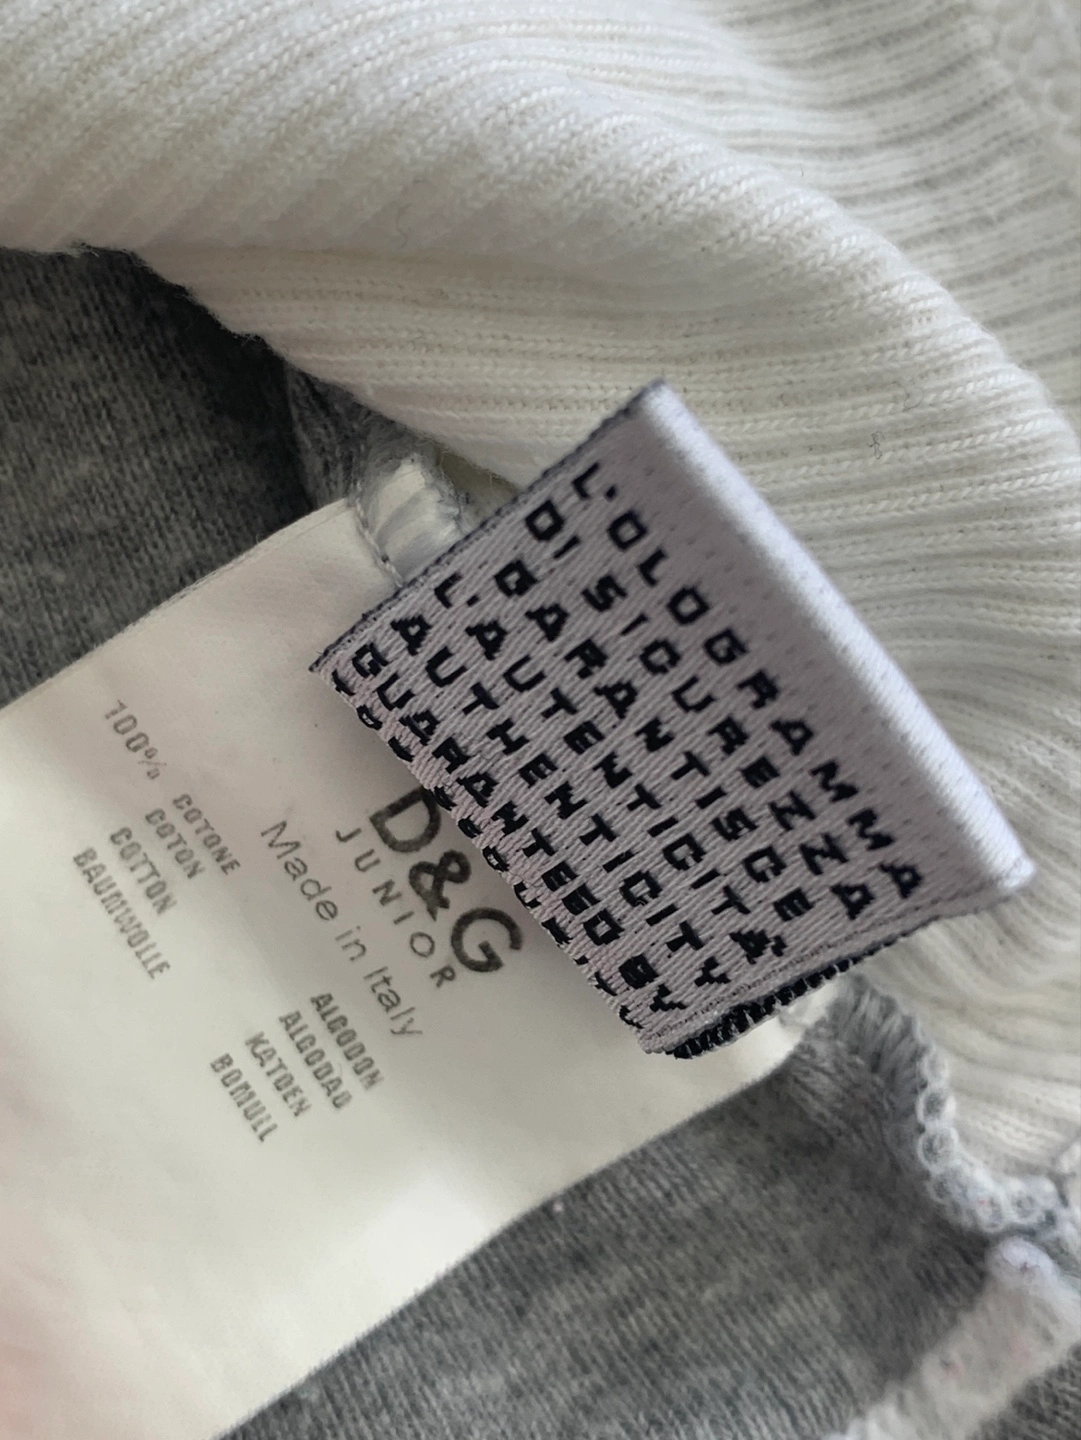 L'OLOGRAMMA
DI SICUREZZA
GARANTISCE
L'AUTENTICITA'
AUTHENTICITY
GUARANTEED BY
D&G
JUNIOR
Made in Italy
100% COTONE
COTON
COTTON
BAUMWOLLE
ALGODON
ALGODAO
KATOEN
BOMULL